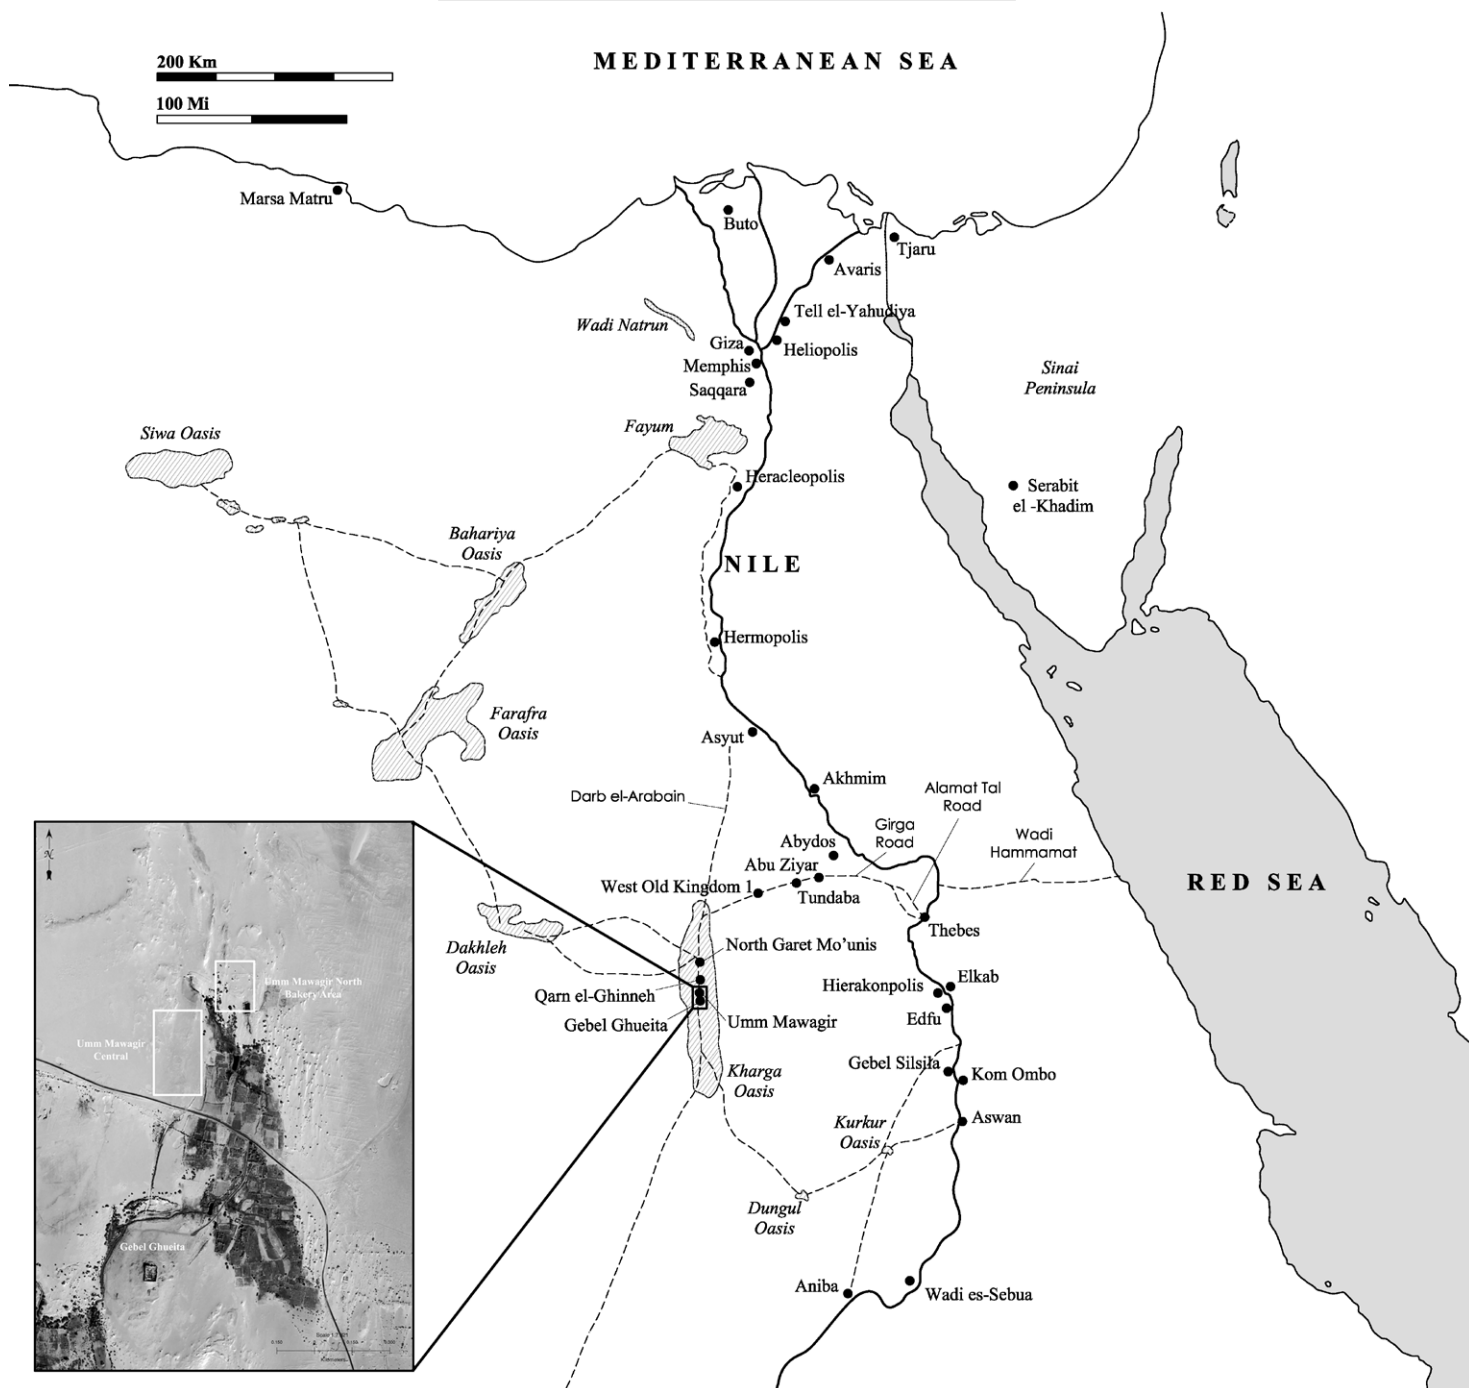 MEDITERRANEAN SEA
200 Km
100 Mi
Marsa Matru
Buto
Tjaru
Avaris
Tell el-Yahudiya
Wadi Natrun
Giza
Heliopolis
Memphis
Saqqara
Sinai
Peninsula
Siwa Oasis
Fayum
Heracleopolis
Serabit
el -Khadim
Bahariya
Oasis
NILE
Hermopolis
Farafra
Oasis
Asyut
Akhmim
Darb el-Arabain
Alamat Tal
Road
Girga
Road
Wadi
Hammamat
Abydos
Abu Ziyar
RED SEA
West Old Kingdom 1
Tundaba
Thebes
Dakhleh
Oasis
North Garet Mo’unis
Qarn el-Ghinneh
Hierakonpolis
Elkab
Gebel Ghueita
Umm Mawagir
Edfu
Gebel Silsila
Kom Ombo
Kharga
Oasis
Aswan
Kurkur
Oasis
Dungul
Oasis
Aniba
Wadi es-Sebua
N
Umm Mawagir North
Bakery Area
Umm Mawagir
Central
Gebel Ghueita